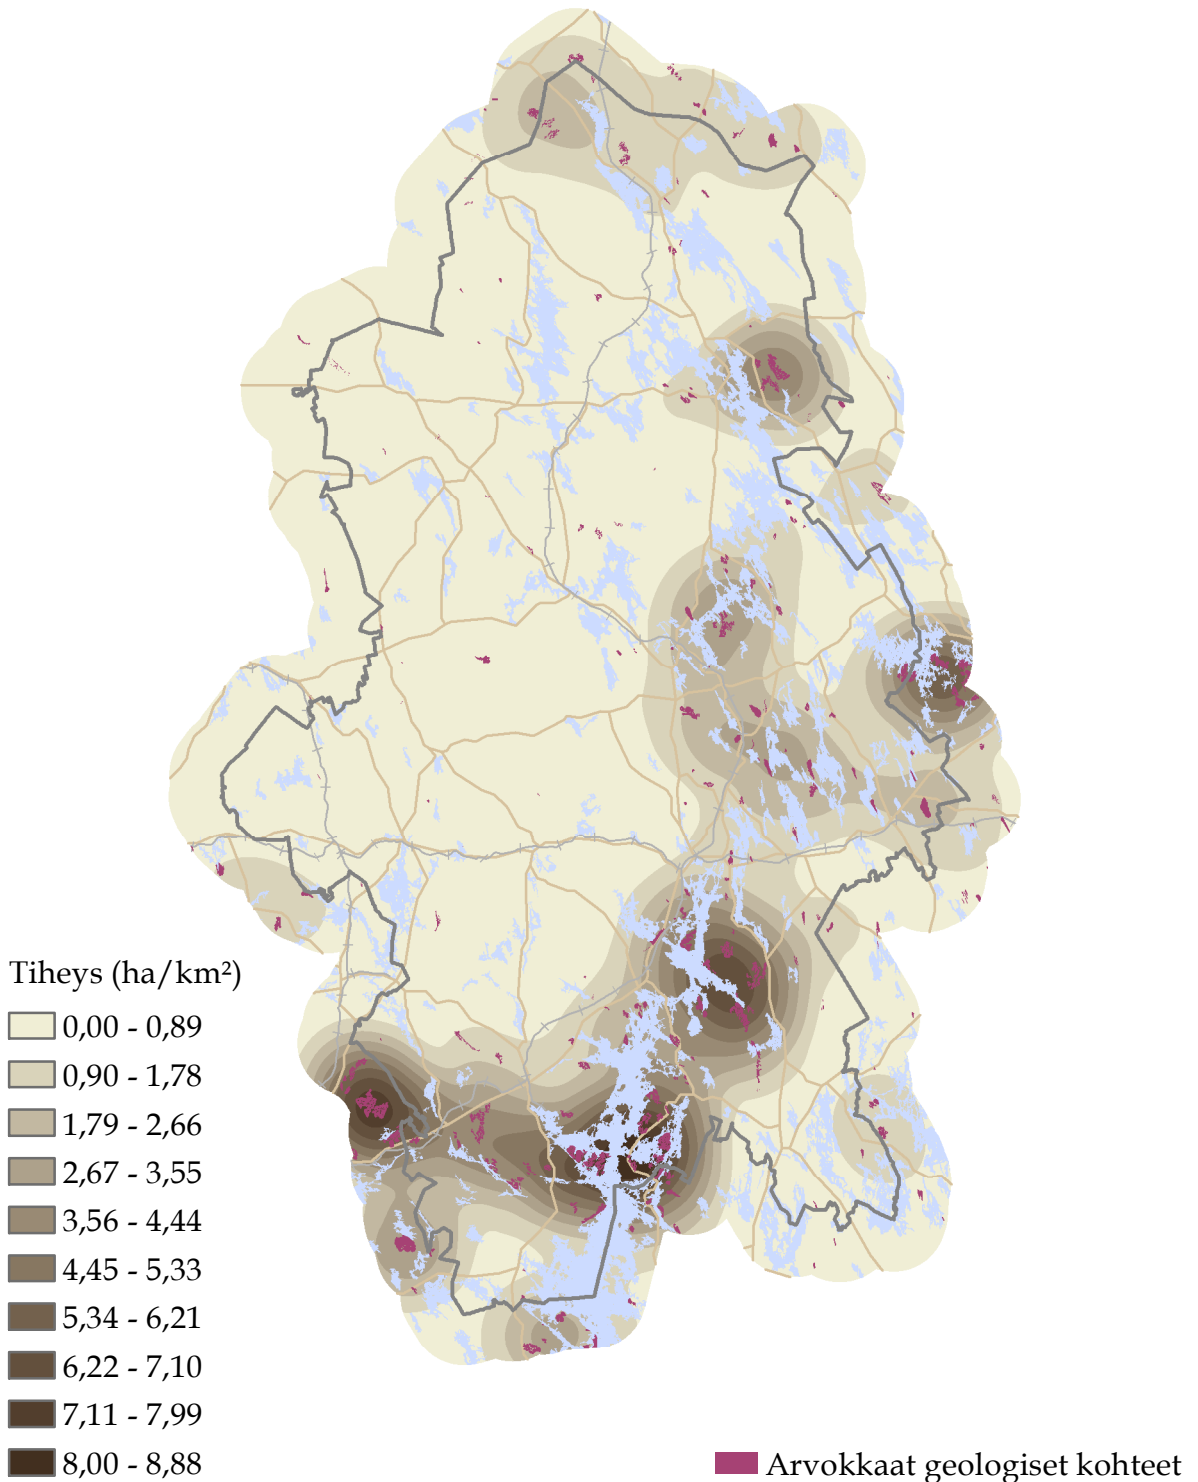 Tiheys (ha/km²)
0,00 - 0,89
0,90 - 1,78
1,79 - 2,66
2,67 - 3,55
3,56 - 4,44
4,45 - 5,33
5,34 - 6,21
6,22 - 7,10
7,11 - 7,99
8,00 - 8,88
Arvokkaat geologiset kohteet